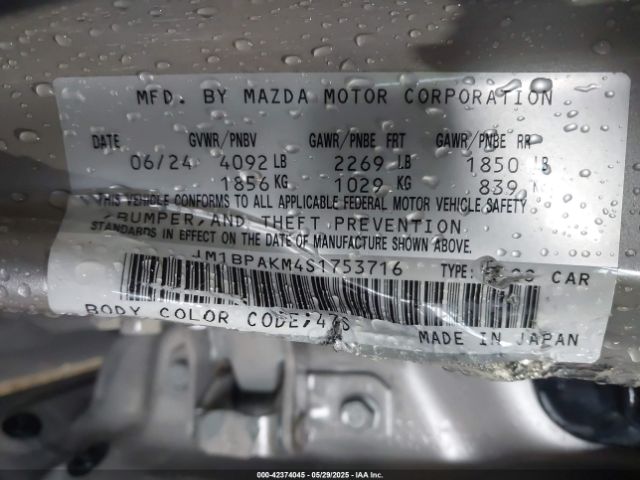 MFD. BY MAZDA MOTOR CORPORATION
DATE GVWR/PNBV GAWR/PNBE FRT GAWR/PNBE RR
06/24 4092 LB 2269 LB 1850 LB
1856 KG 1029 KG 839
THIS VEHICLE CONFORMS TO ALL APPLICABLE FEDERAL MOTOR VEHICLE SAFETY
/BUMPER/AND THEFT PREVENTION
STANDARDS IN EFFECT ON THE DATE OF MANUFACTURE SHOWN ABOVE.
JM1BPAKM4S1753716 TYPE: CAR
BODY COLOR CODE;
MADE IN JAPAN
000-42374045 - 05/29/2025 - IAA Inc.